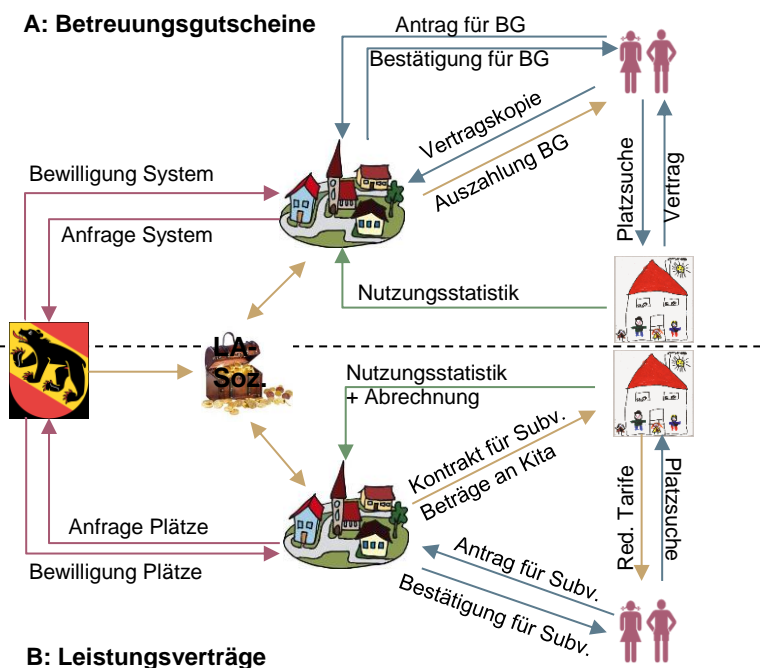 A: Betreuungsgutscheine
Antrag für BG
Bestätigung für BG
Vertragskopie
Auszahlung BG
Platzsuche
Vertrag
Bewilligung System
Anfrage System
Nutzungsstatistik
LA-
Soz.
Nutzungsstatistik
+ Abrechnung
Kontrakt für Subv.
Beträge an Kita
Red. Tarife
Platzsuche
Anfrage Plätze
Bewilligung Plätze
Antrag für Subv.
Bestätigung für Subv.
B: Leistungsverträge